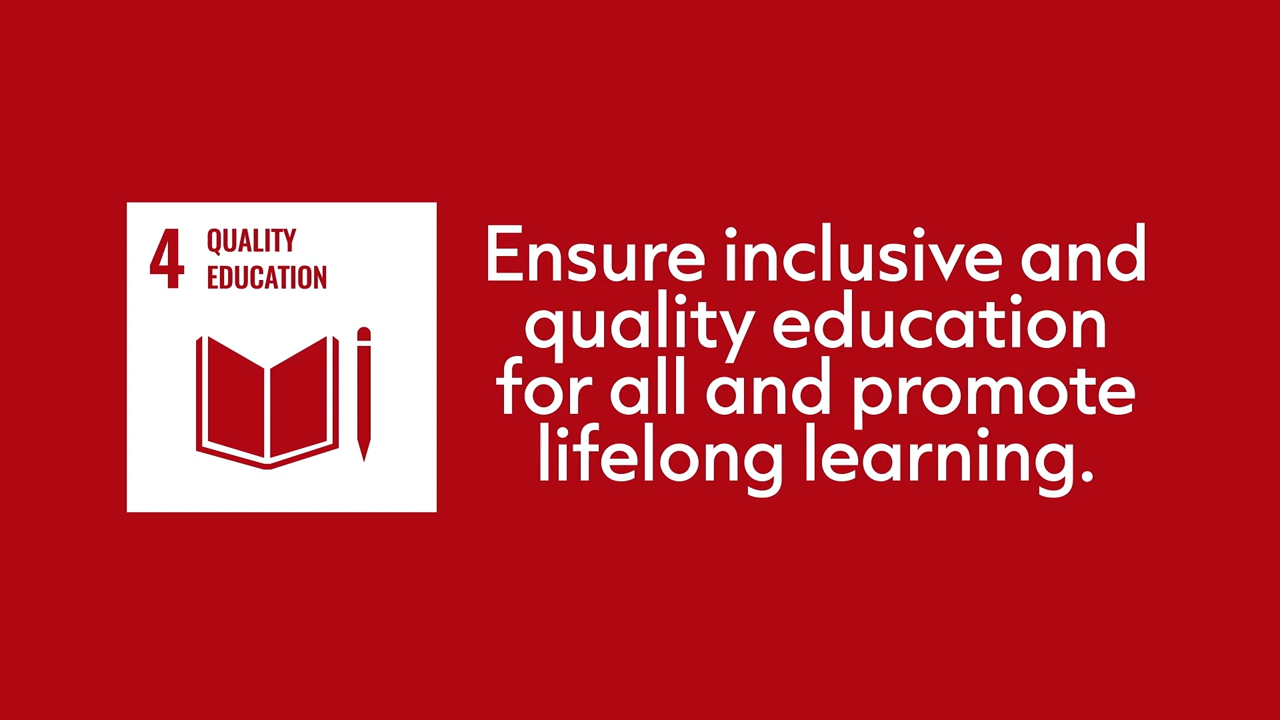 4
QUALITY
EDUCATION
Ensure inclusive and
quality education
for all and promote
lifelong learning.